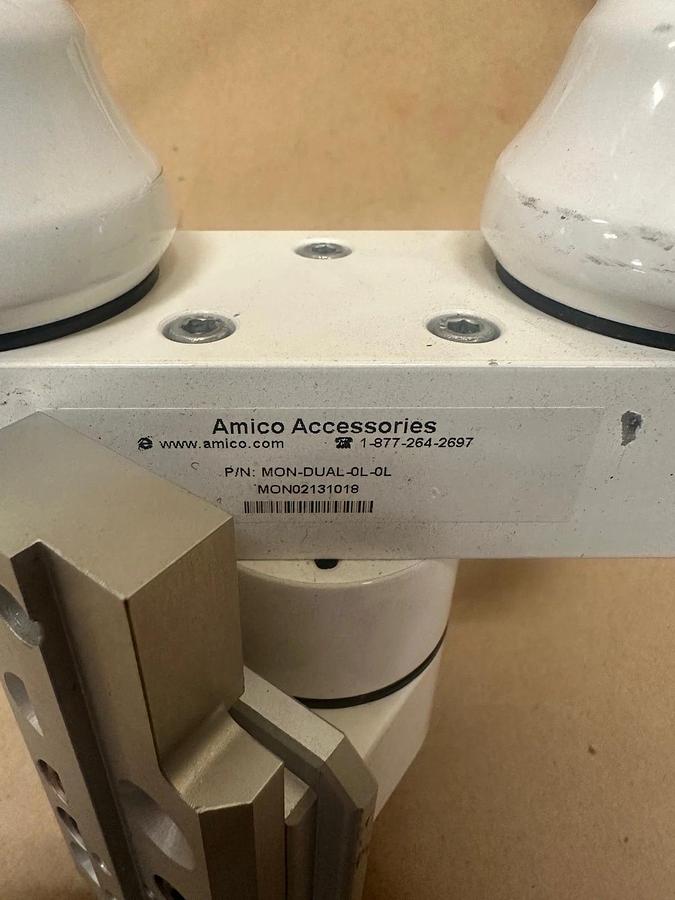 Amico Accessories
www.amico.com 1-877-264-2697
P/N: MON-DUAL-0L-0L
MON02131018